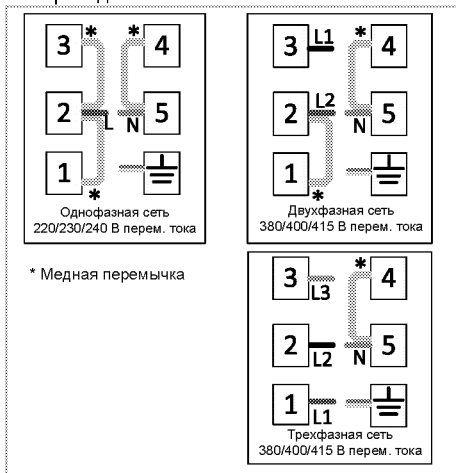 * *
3 4
2 L N 5
1
*
Однофазная сеть
220/230/240 В перем. тока
L1 *
3 4
L2
2 N 5
1
*
Двухфазная сеть
380/400/415 В перем. тока
* Медная перемычка
*
3 L3 4
2 L2 N 5
1 L1
Трехфазная сеть
380/400/415 В перем. тока